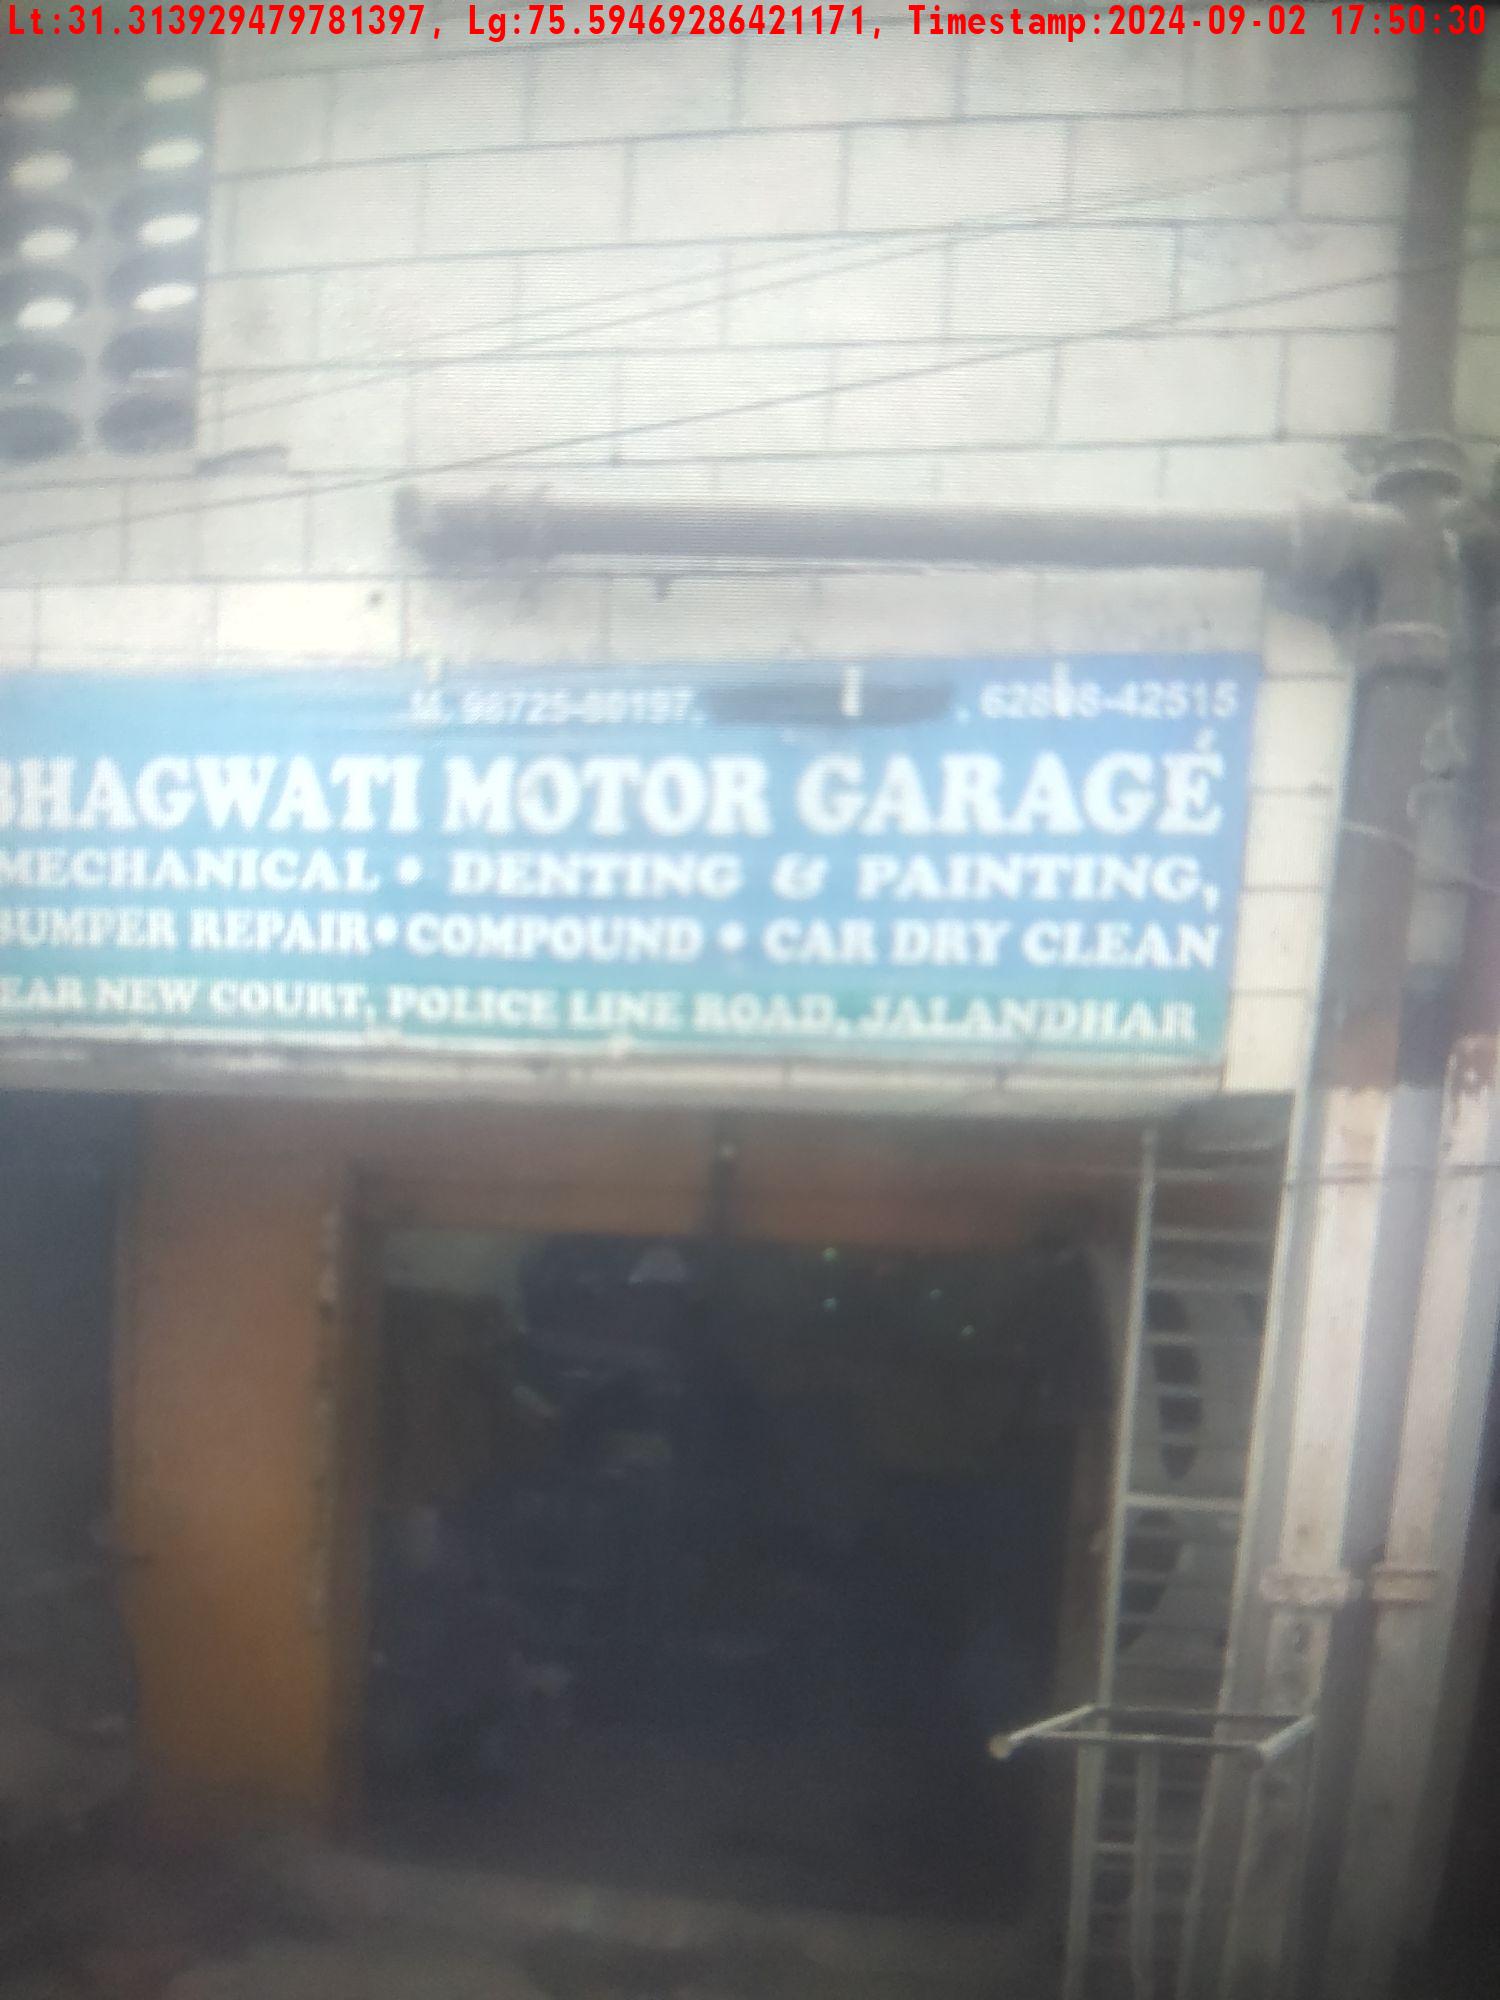 Lt:31.313929479781397, Lg:75.59469286421171, Timestamp:2024-09-02 17:50:30
BHAGWATI MOTOR GARAGE
MECHANICAL • DENTING & PAINTING,
BUMPER REPAIR • COMPOUND • CAR DRY CLEAN
NEW COURT, POLICE LINE ROAD, JALANDHAR